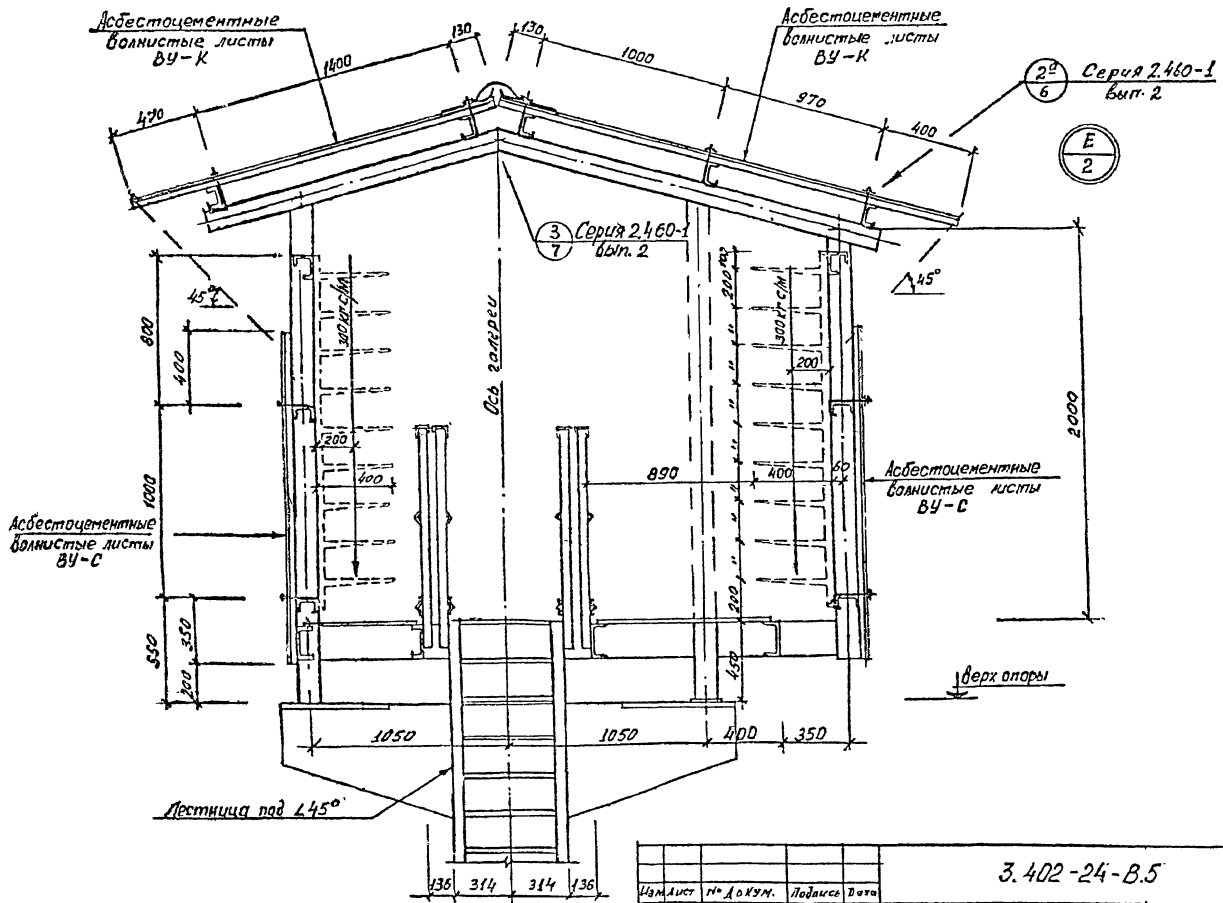 Асбестоцементные
волнистые листы
ВУ-К
130
1400
470
130
1000
970
400
Асбестоцементные
волнистые листы
ВУ-К
2а
6
Серия 2.460-1
вып. 2
Е
2
3
7
Серия 2.460-1
вып. 2
45°
45°
800
400
1000
550
350
200
300 кгс/м
200
400
Ось галереи
890
200
300 кгс/м
200
400
60
200
450
2000
Асбестоцементные
волнистые листы
ВУ-С
Асбестоцементные
волнистые листы
ВУ-С
верх опоры
1050
1050
400
350
Лестница под ∠45°
136
314
314
136
3.402-24-В.5
Изм Лист № докум. Подпись Дата